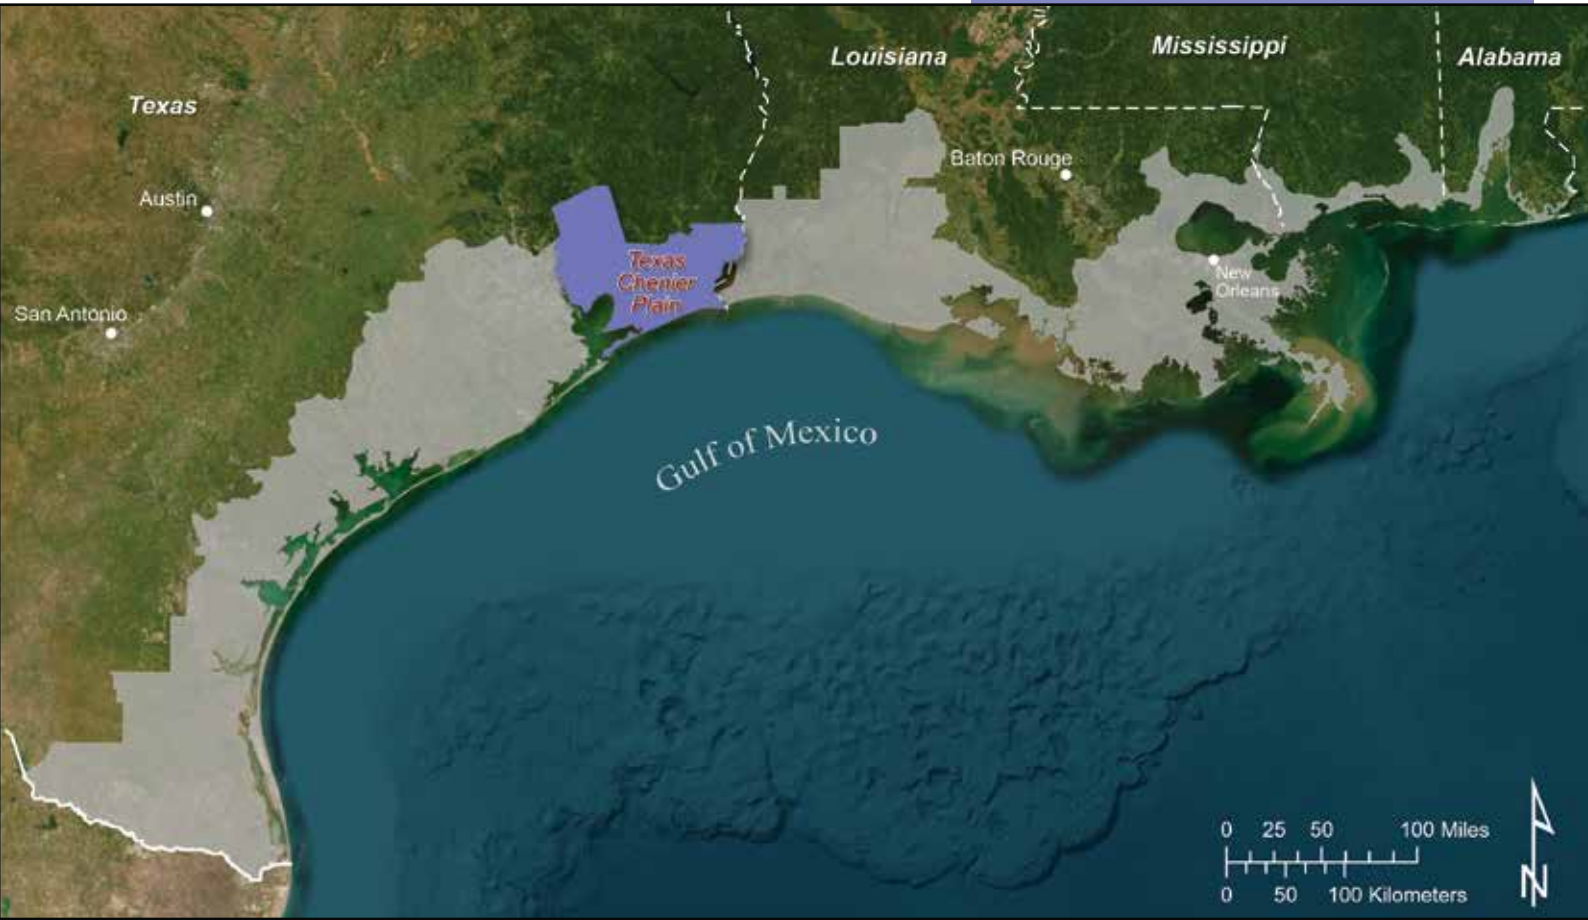 Louisiana
Mississippi
Alabama
Texas
Baton Rouge
Austin
Texas
Chenier
Plain
New
Orleans
San Antonio
Gulf of Mexico
0 25 50 100 Miles
0 50 100 Kilometers
N